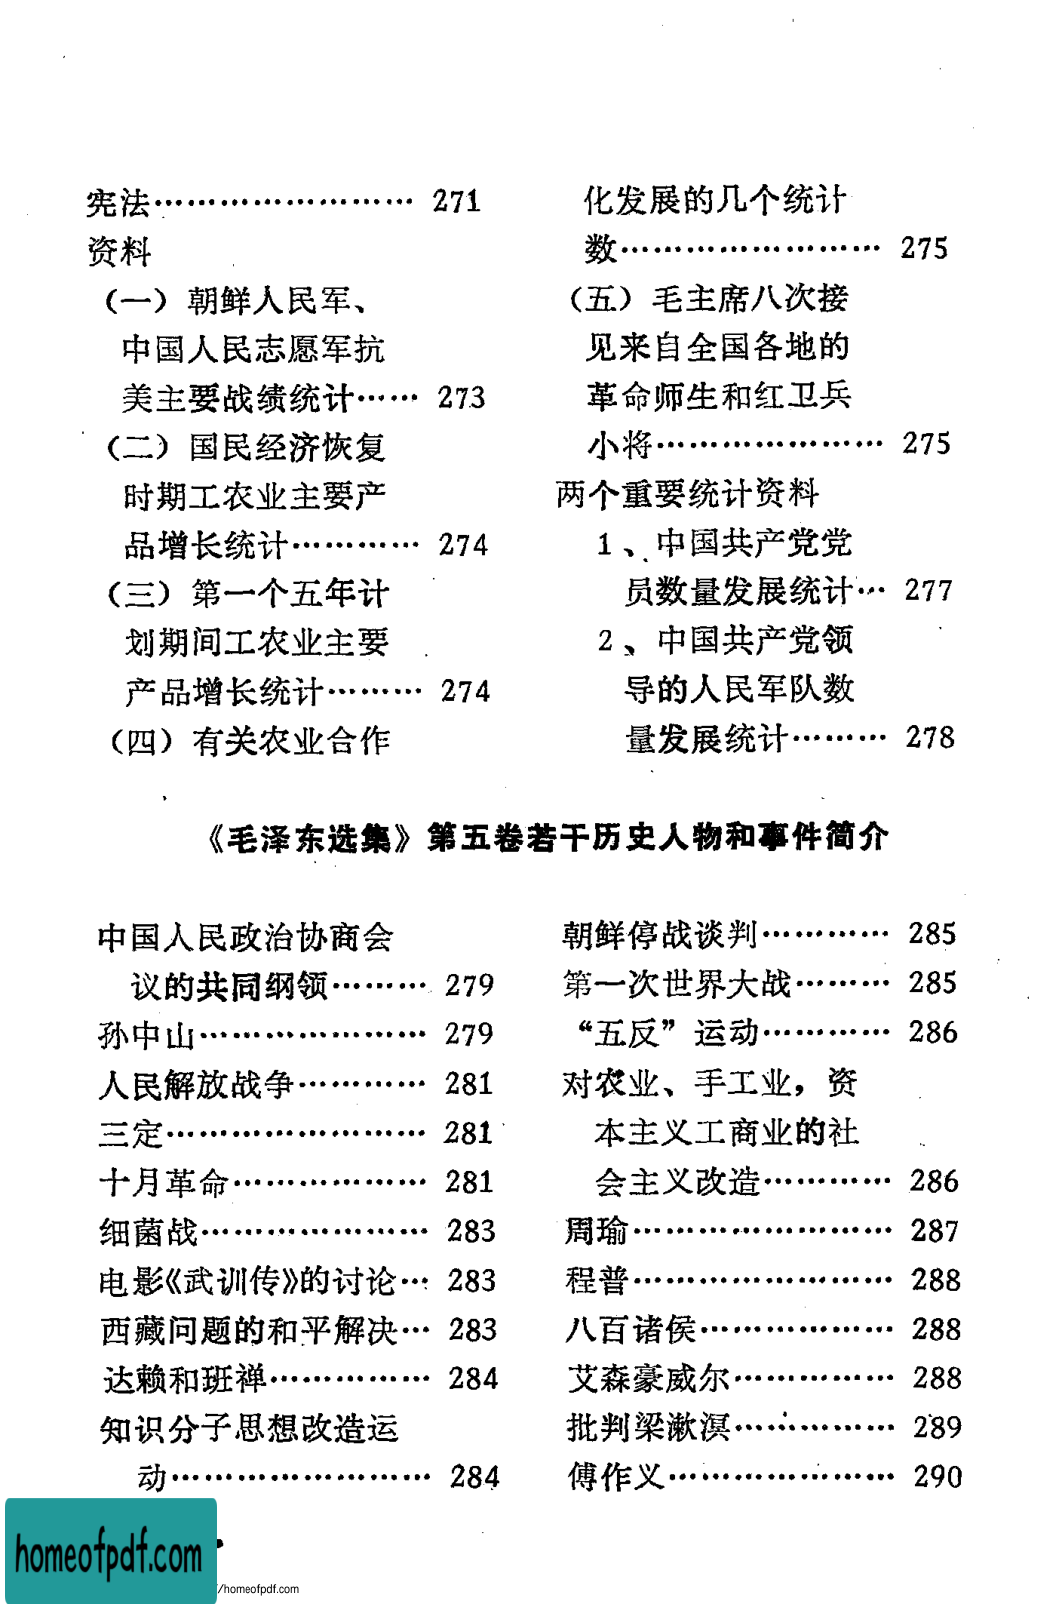 宪法…………………… 271
资料
（一）朝鲜人民军、
中国人民志愿军抗
美主要战绩统计…… 273
（二）国民经济恢复
时期工农业主要产
品增长统计………… 274
（三）第一个五年计
划期间工农业主要
产品增长统计……… 274
（四）有关农业合作
化发展的几个统计
数…………………… 275
（五）毛主席八次接
见来自全国各地的
革命师生和红卫兵
小将………………… 275
两个重要统计资料
1、中国共产党党
员数量发展统计… 277
2、中国共产党领
导的人民军队数
量发展统计……… 278
《毛泽东选集》第五卷若干历史人物和事件简介
中国人民政治协商会
议的共同纲领……… 279
孙中山………………… 279
人民解放战争………… 281
三定…………………… 281
十月革命……………… 281
细菌战………………… 283
电影《武训传》的讨论… 283
西藏问题的和平解决… 283
达赖和班禅…………… 284
知识分子思想改造运
动…………………… 284
朝鲜停战谈判………… 285
第一次世界大战……… 285
“五反”运动………… 286
对农业、手工业，资
本主义工商业的社
会主义改造………… 286
周瑜…………………… 287
程普…………………… 288
八百诸侯……………… 288
艾森豪威尔…………… 288
批判梁漱溟…………… 289
傅作义………………… 290
homeofpdf.com
/homeofpdf.com